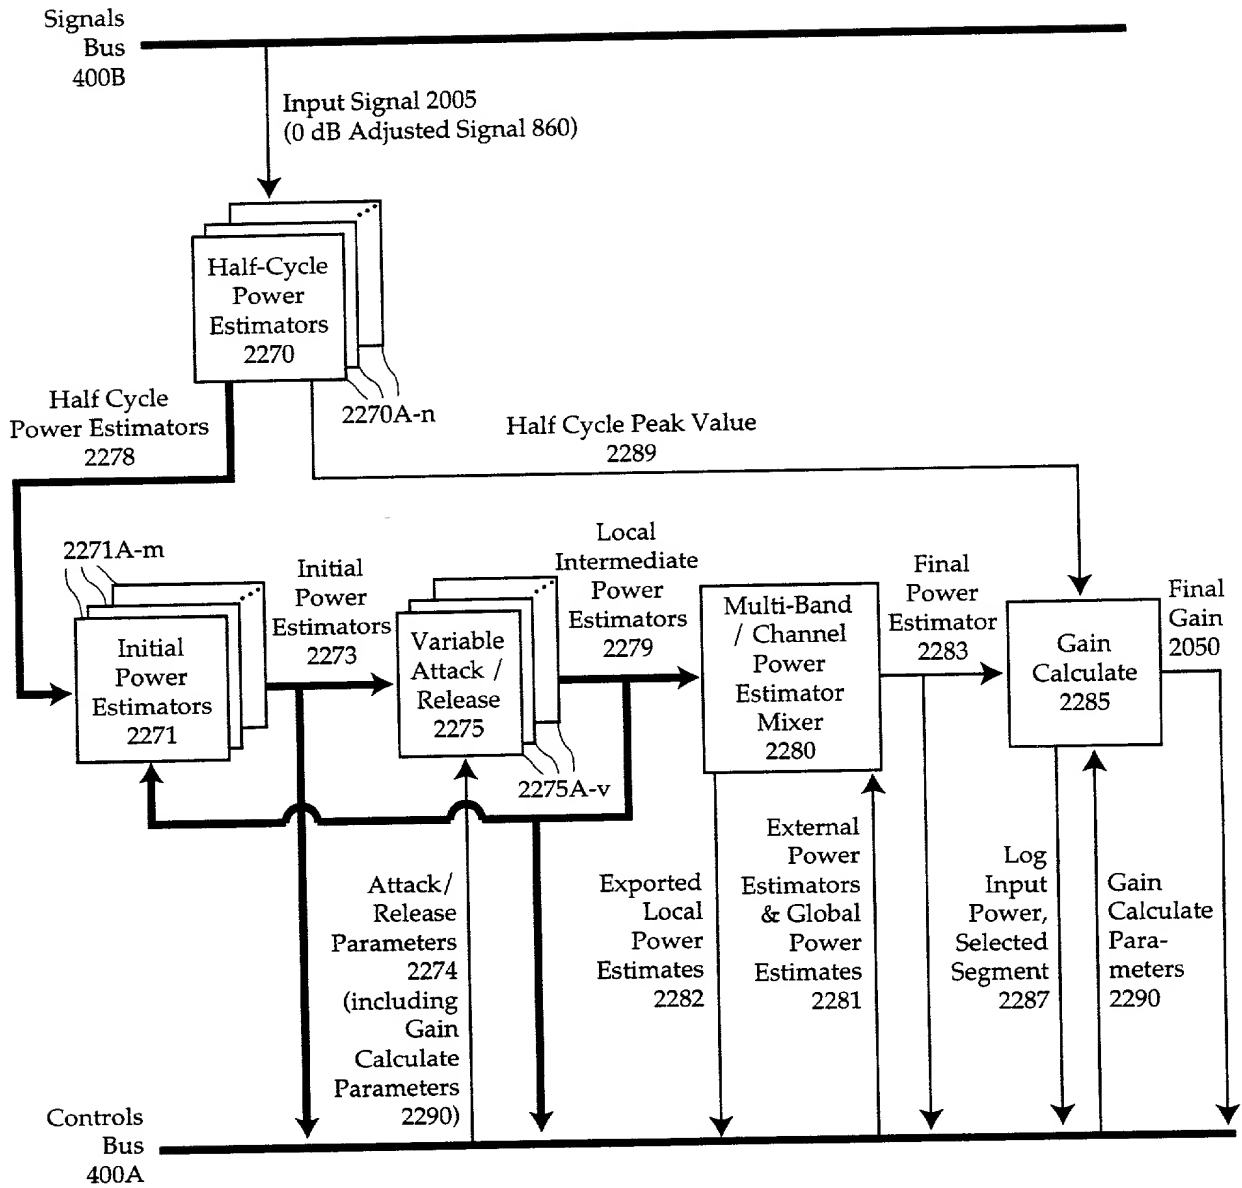 Signals
Bus
400B
Input Signal 2005
(0 dB Adjusted Signal 860)
Half-Cycle
Power
Estimators
2270
2270A-n
Half Cycle
Power Estimators
2278
Half Cycle Peak Value
2289
2271A-m
Initial
Power
Estimators
2271
Initial
Power
Estimators
2273
Variable
Attack /
Release
2275
2275A-v
Local
Intermediate
Power
Estimators
2279
Multi-Band
/ Channel
Power
Estimator
Mixer
2280
Final
Power
Estimator
2283
Gain
Calculate
2285
Final
Gain
2050
Attack/
Release
Parameters
2274
(including
Gain
Calculate
Parameters
2290)
Exported
Local
Power
Estimates
2282
External
Power
Estimators
& Global
Power
Estimates
2281
Log
Input
Power,
Selected
Segment
2287
Gain
Calculate
Para-
meters
2290
Controls
Bus
400A